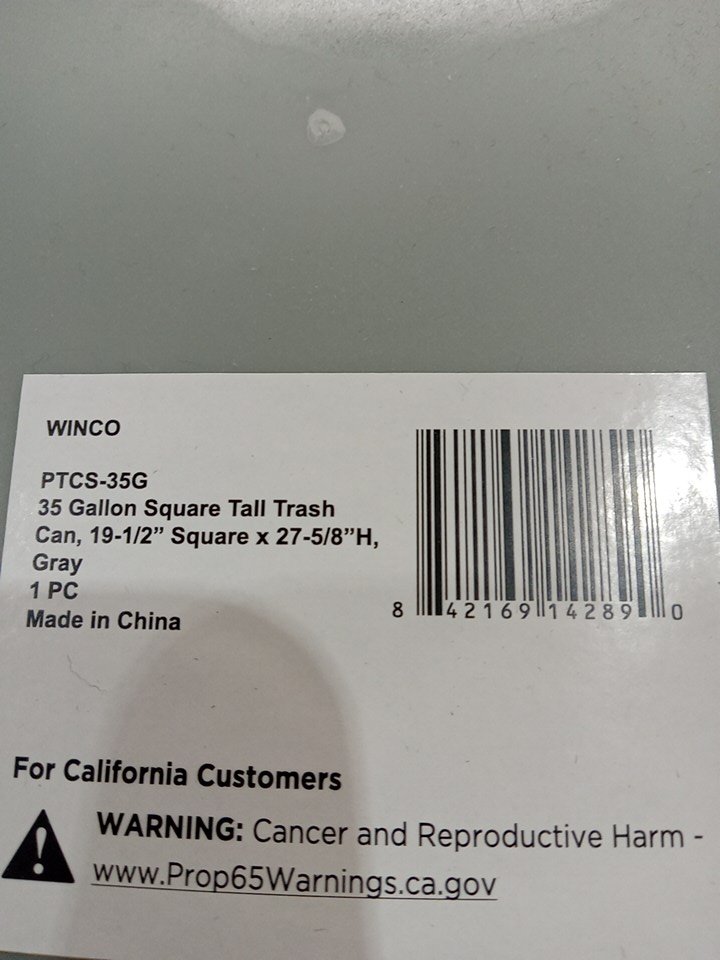 WINCO
PTCS-35G
35 Gallon Square Tall Trash
Can, 19-1/2” Square x 27-5/8”H,
Gray
1 PC
Made in China
8 42169 14289 0
For California Customers
WARNING: Cancer and Reproductive Harm -
www.Prop65Warnings.ca.gov